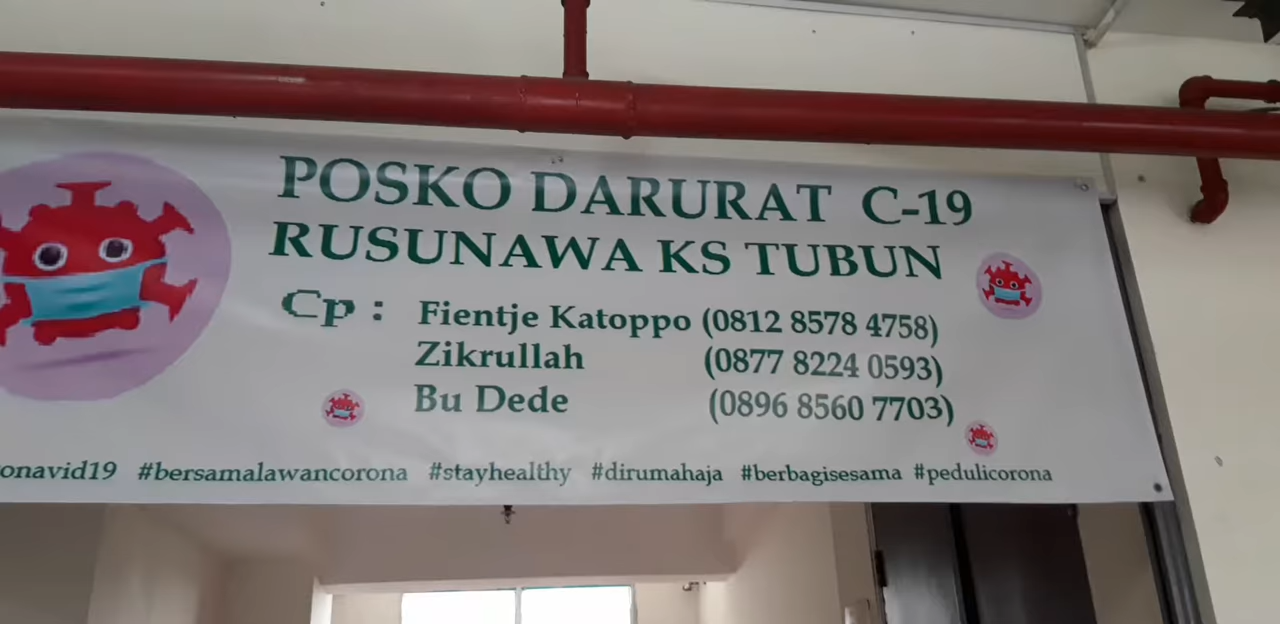 POSKO DARURAT C-19
RUSUNAWA KS TUBUN
Cp : Fientje Katoppo (0812 8578 4758)
Zikrullah (0877 8224 0593)
Bu Dede (0896 8560 7703)
onavid19 #bersamalawancorona #stayhealthy #dirumahaja #berbagisesama #pedulicorona